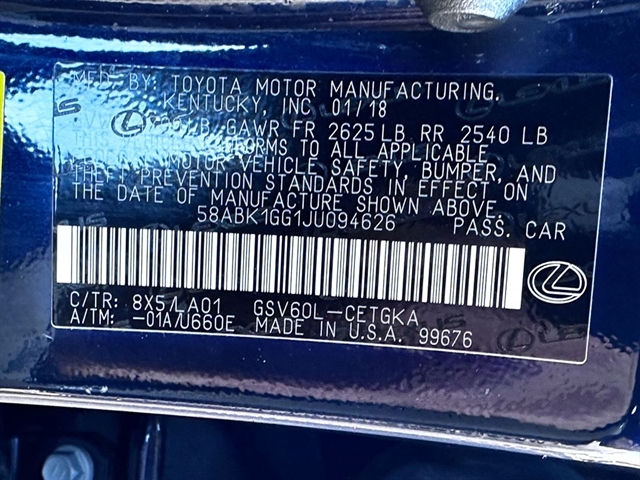 MFD. BY: TOYOTA MOTOR MANUFACTURING,
KENTUCKY, INC. 01/18
LB GAWR FR 2625 LB RR 2540 LB
TO ALL APPLICABLE
MOTOR VEHICLE SAFETY, BUMPER, AND
THEFT PREVENTION STANDARDS IN EFFECT ON
THE DATE OF MANUFACTURE SHOWN ABOVE.
58ABK1GG1JU094626 PASS. CAR
C/TR: 8X5/LA01 GSV60L-CETGKA
A/TM: -01A/U660E MADE IN U.S.A. 99676